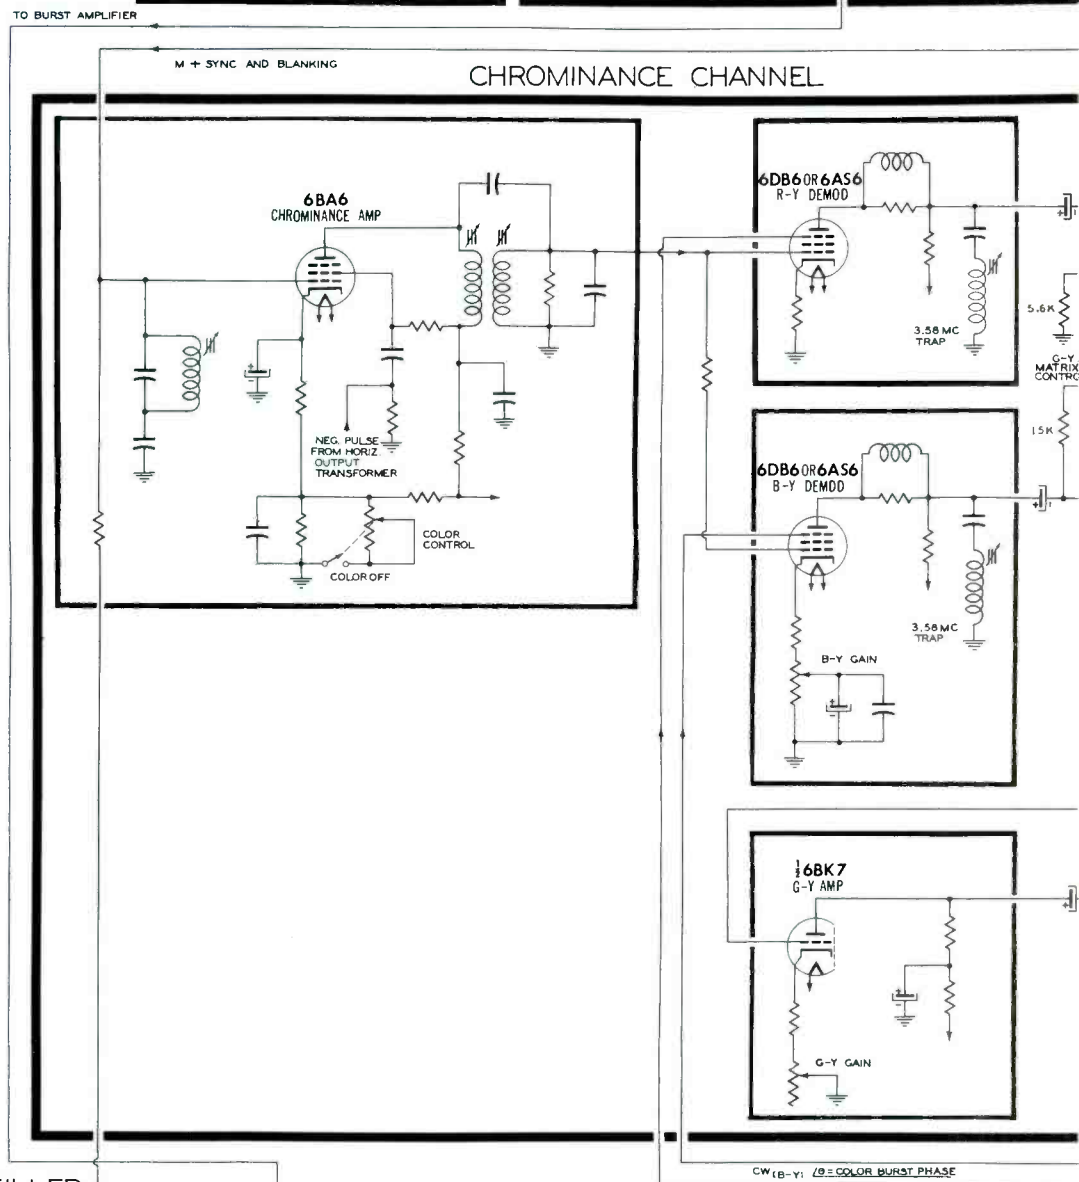 TO BURST AMPLIFIER
M + SYNC AND BLANKING
CHROMINANCE CHANNEL
6BA6
CHROMINANCE AMP
6DB6 OR 6AS6
R-Y DEMOD
3.58 MC
TRAP
5.6K
G-Y
MATRIX
15K
NEG. PULSE
FROM HORIZ.
OUTPUT
TRANSFORMER
COLOR
CONTROL
COLOR OFF
6DB6 OR 6AS6
B-Y DEMOD
3.58 MC
TRAP
B-Y GAIN
½6BK7
G-Y AMP
G-Y GAIN
CW(B-Y) /θ = COLOR BURST PHASE